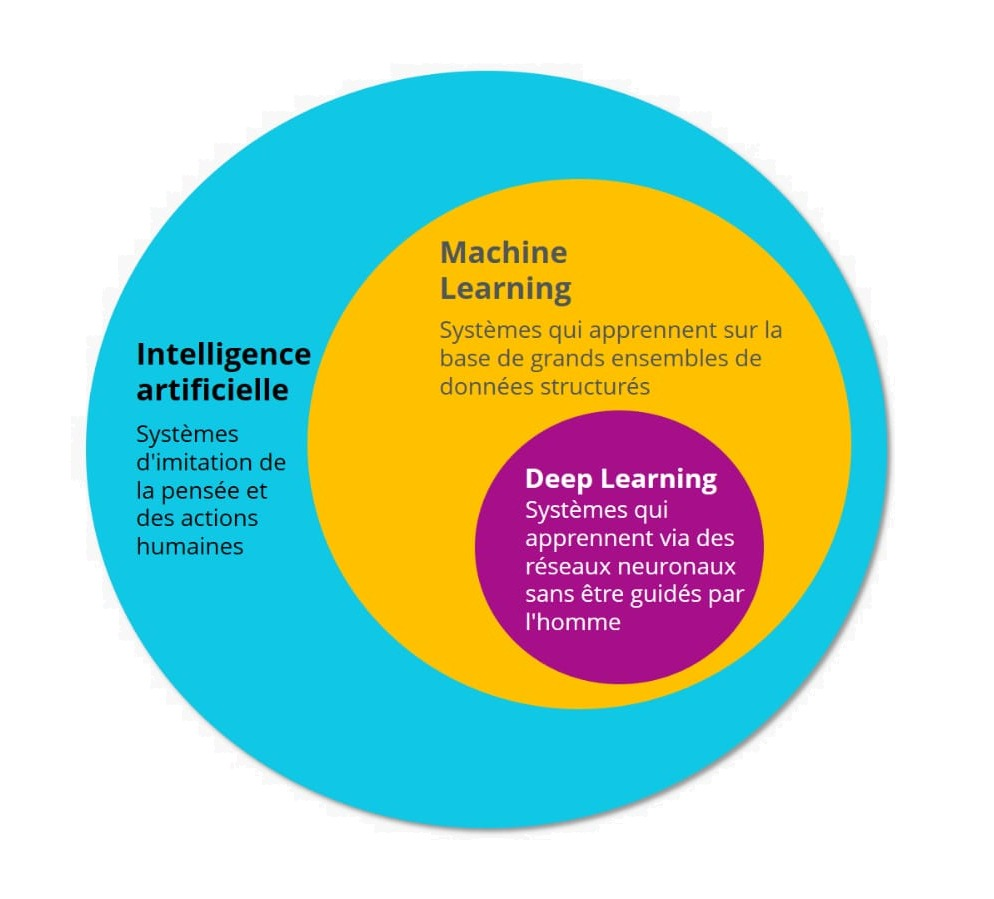 Machine
Learning
Systèmes qui apprennent sur la
base de grands ensembles de
données structurés
Intelligence
artificielle
Systèmes
d'imitation de
la pensée et
des actions
humaines
Deep Learning
Systèmes qui
apprennent via des
réseaux neuronaux
sans être guidés par
l'homme